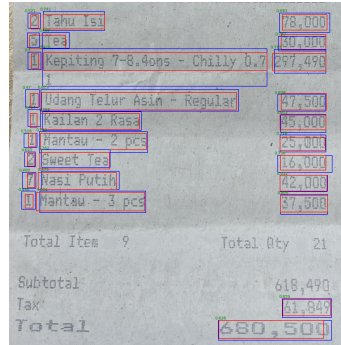 2 Tahu Isi 78,000
5 Tea 30,000
1 Kepiting 7-8.4ons - Chilly 0.7 297,490
1
1 Udang Telur Asin - Regular 47,500
1 Kailan 2 Rasa 45,000
1 Mantau - 2 pcs 25,000
2 Sweet Tea 16,000
7 Nasi Putih 42,000
1 Mantau - 3 pcs 37,500
Total Item 9 Total Qty 21
Subtotal 618,490
Tax 61,849
Total 680,500